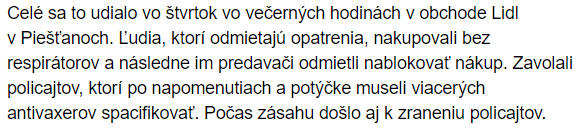 Celé sa to udialo vo štvrtok vo večerných hodinách v obchode Lidl
v Piešťanoch. Ľudia, ktorí odmietajú opatrenia, nakupovali bez
respirátorov a následne im predavači odmietli nablokovať nákup. Zavolali
policajtov, ktorí po napomenutiach a potýčke museli viacerých
antivaxerov spacifikovať. Počas zásahu došlo aj k zraneniu policajtov.